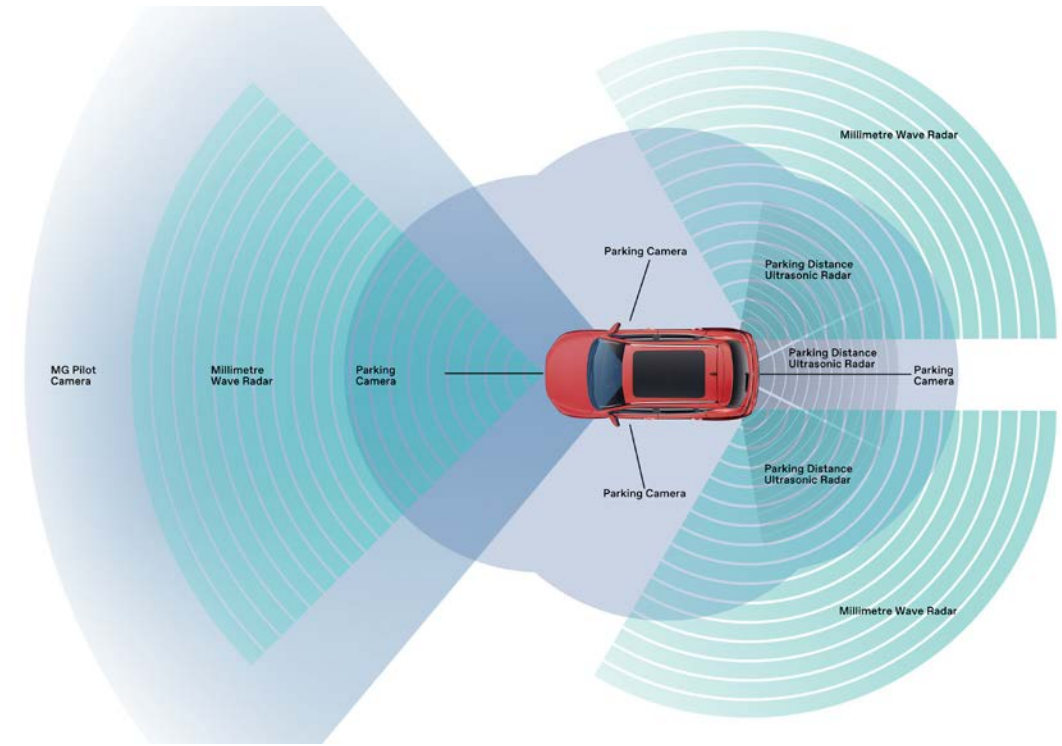 Millimetre Wave Radar
Parking Camera
Parking Distance
Ultrasonic Radar
MG Pilot
Camera
Millimetre
Wave Radar
Parking
Camera
Parking Distance
Ultrasonic Radar
Parking
Camera
Parking Distance
Ultrasonic Radar
Parking Camera
Millimetre Wave Radar